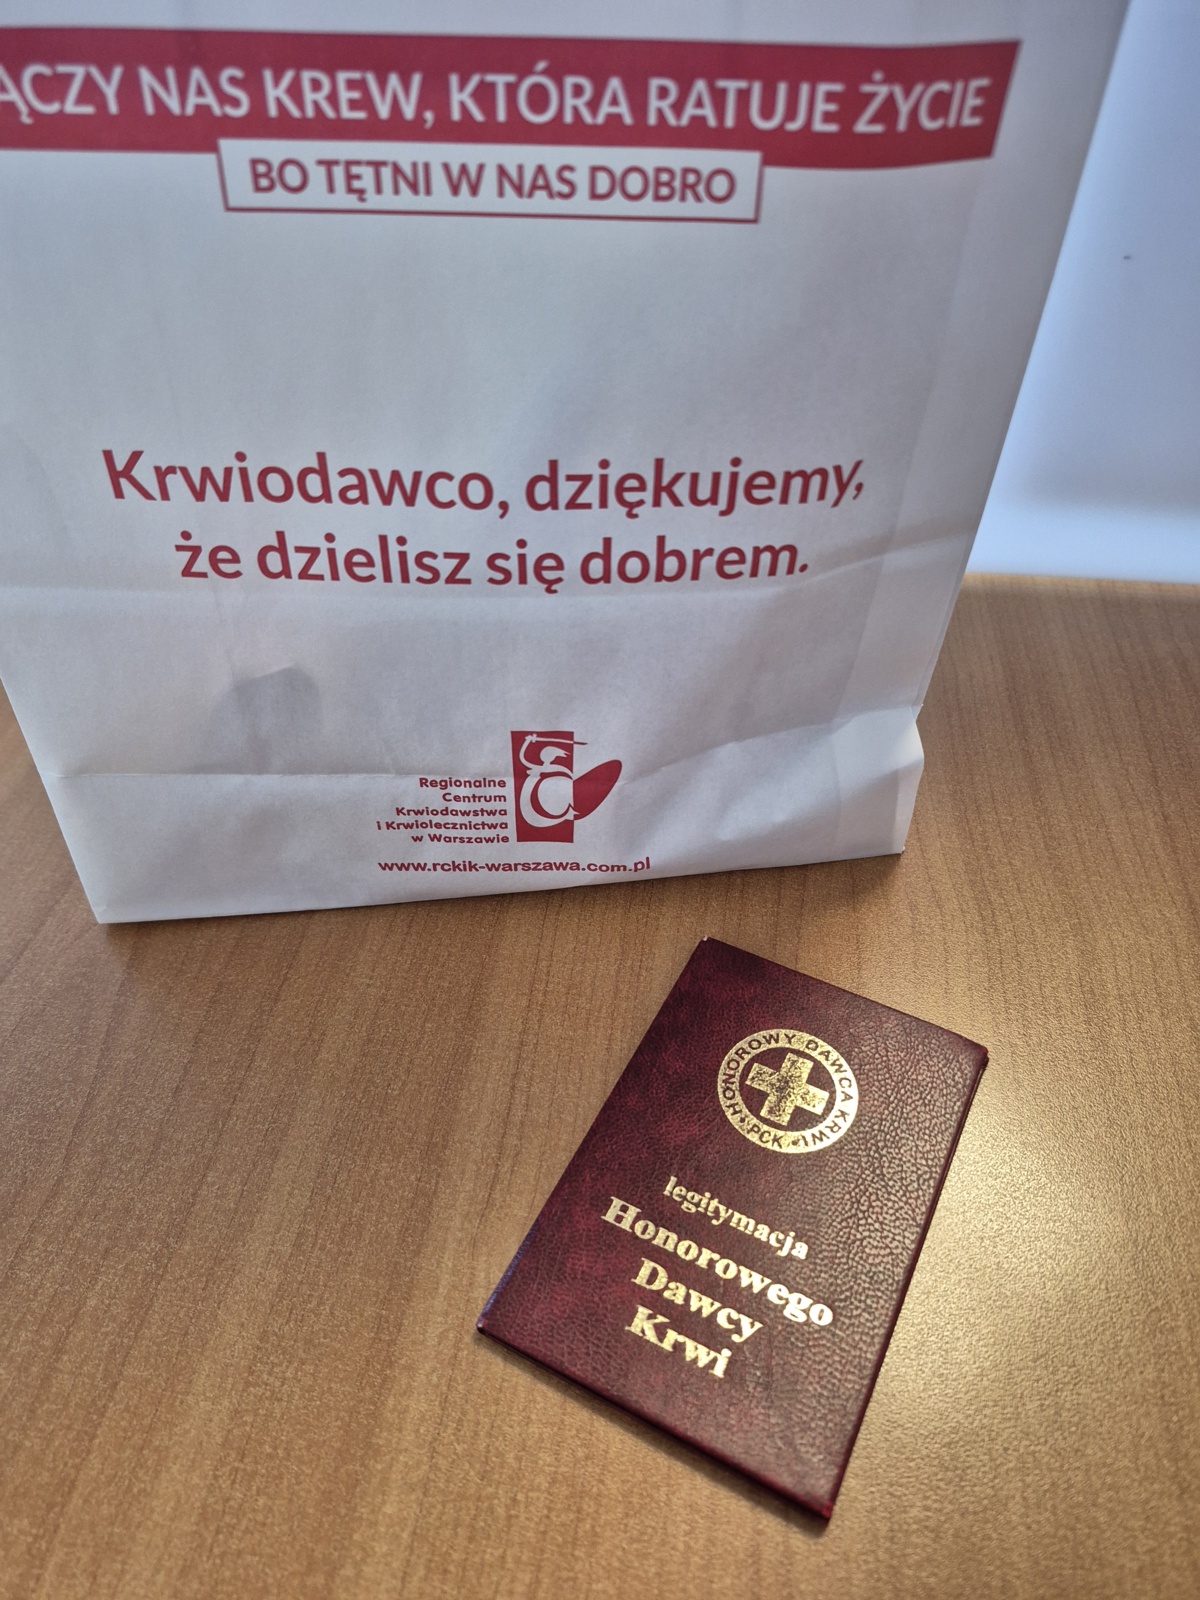 ĄCZY NAS KREW, KTÓRA RATUJE ŻYCIE
BO TĘTNI W NAS DOBRO
Krwiodawco, dziękujemy,
że dzielisz się dobrem.
Regionalne
Centrum
Krwiodawstwa
i Krwiolecznictwa
w Warszawie
www.rckik-warszawa.com.pl
HONOROWY DAWCA KRWI
PCK
legitymacja
Honorowego
Dawcy
Krwi